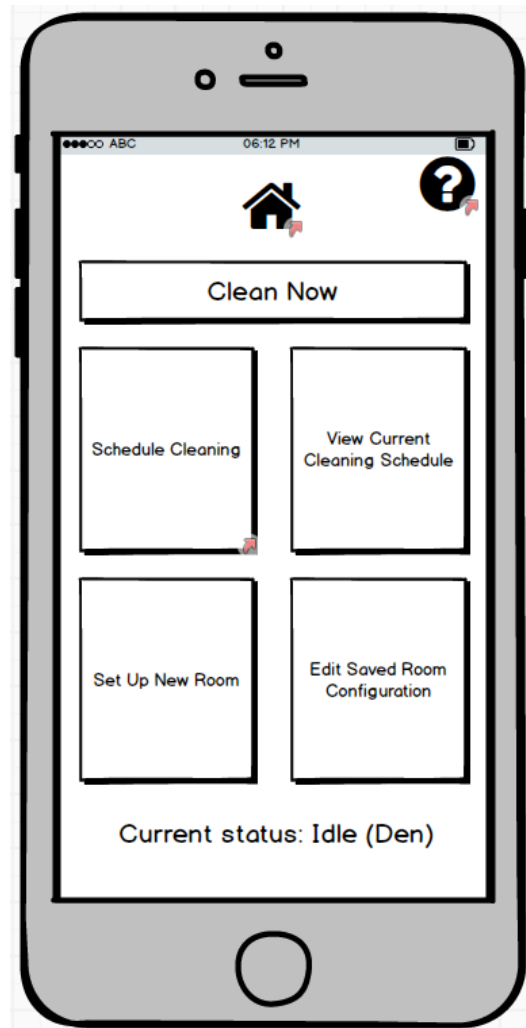 ABC 06:12 PM
?
Clean Now
Schedule Cleaning
View Current
Cleaning Schedule
Set Up New Room
Edit Saved Room
Configuration
Current status: Idle (Den)